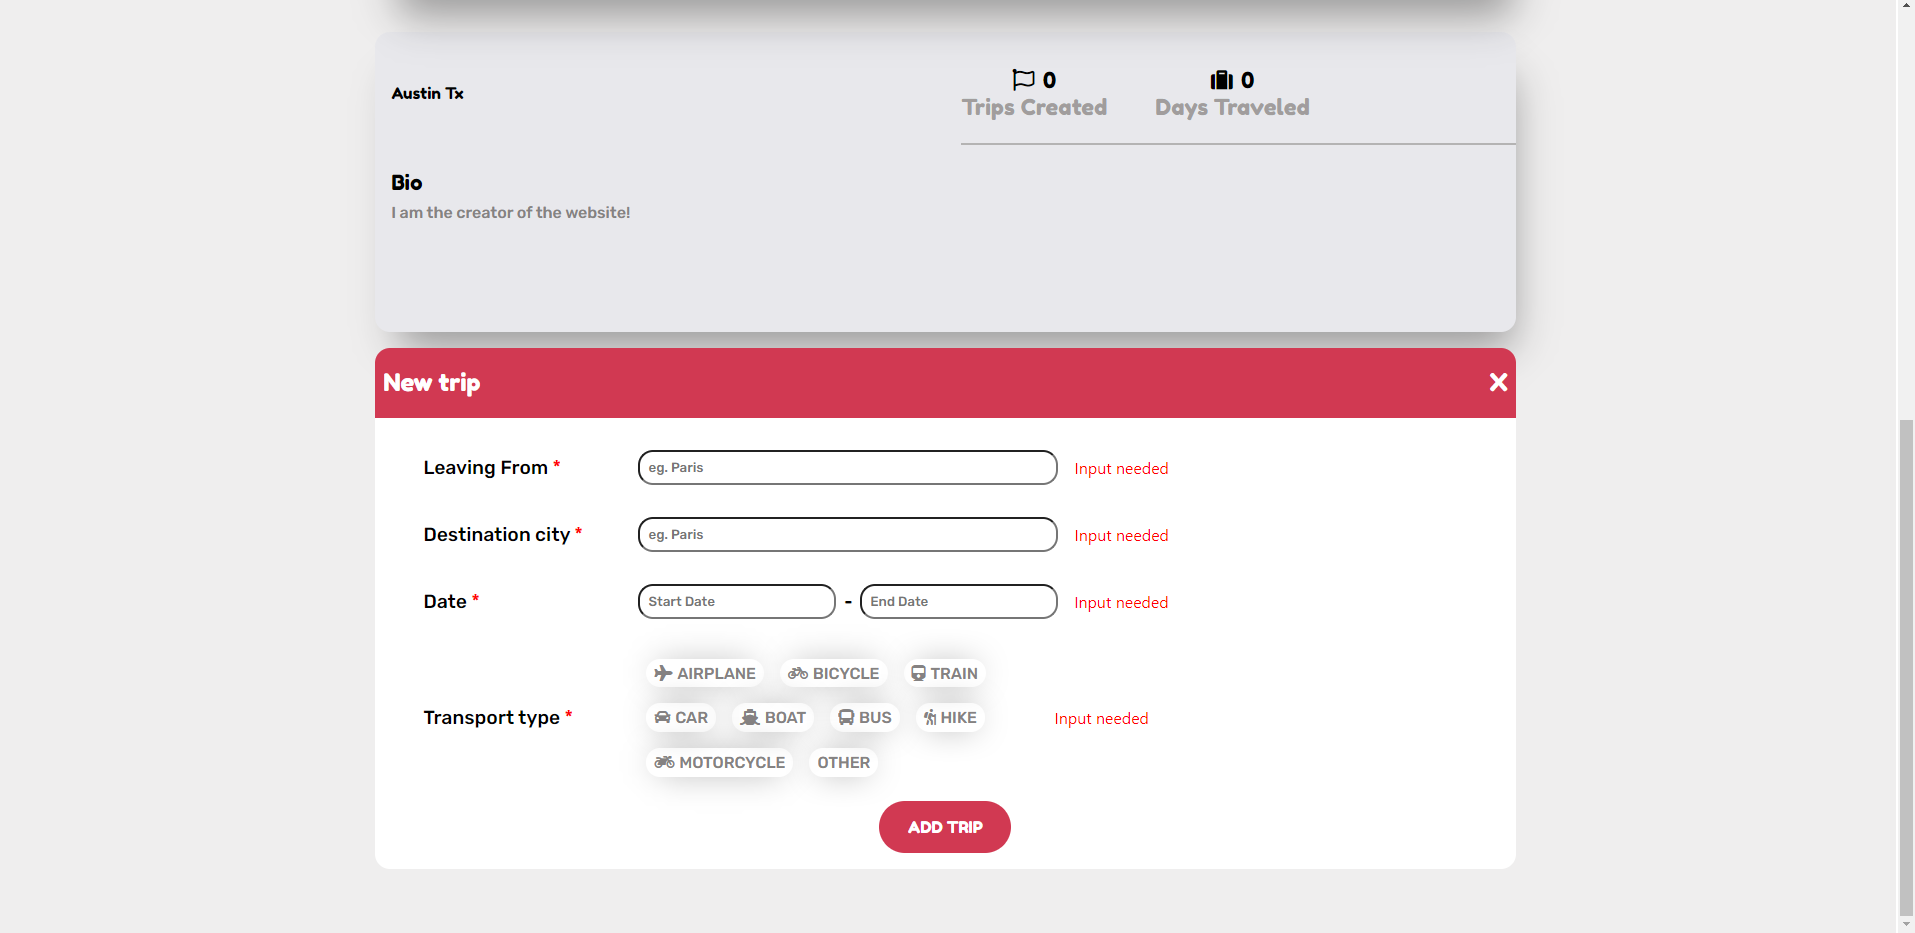 Austin Tx
0
Trips Created
0
Days Traveled
Bio
I am the creator of the website!
New trip
Leaving From *
eg. Paris
Input needed
Destination city *
eg. Paris
Input needed
Date *
Start Date
-
End Date
Input needed
Transport type *
AIRPLANE
BICYCLE
TRAIN
CAR
BOAT
BUS
HIKE
MOTORCYCLE
OTHER
Input needed
ADD TRIP